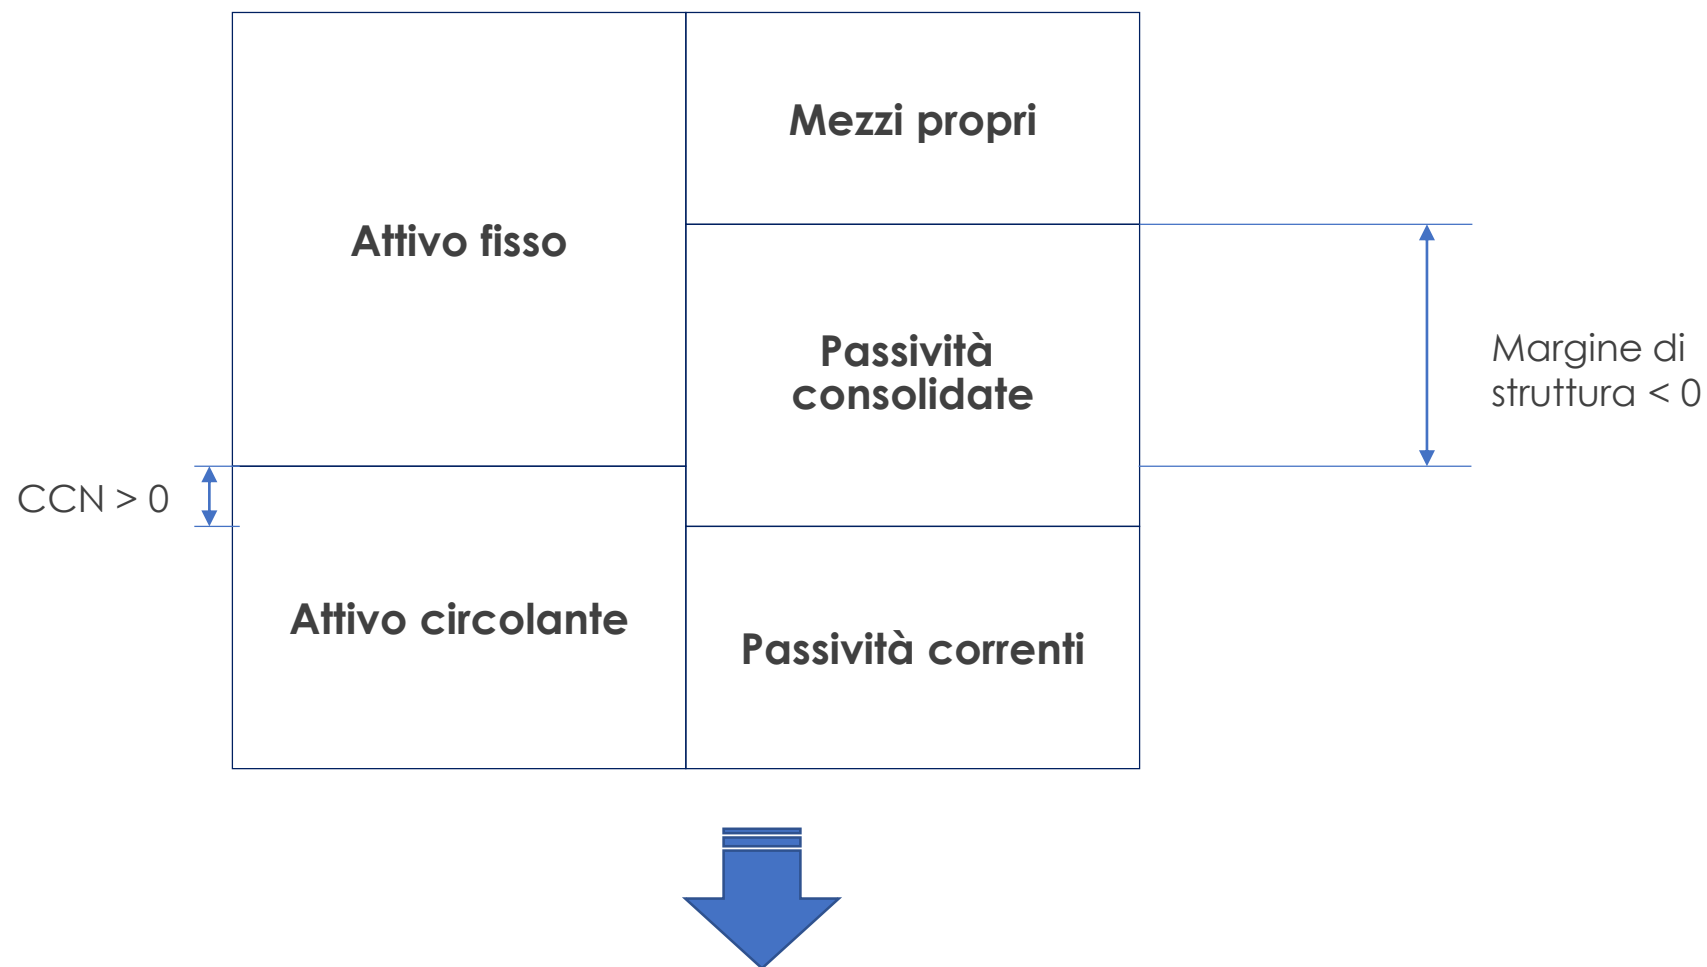 Mezzi propri
Attivo fisso
Passività
consolidate
Margine di
struttura < 0
CCN > 0
Attivo circolante
Passività correnti